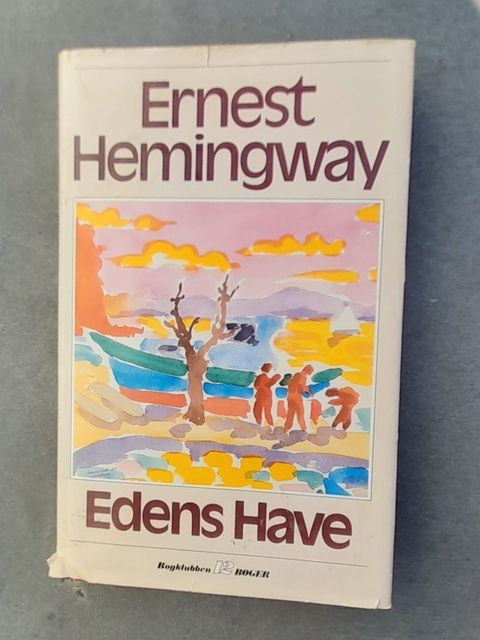 Ernest
Hemingway
Edens Have
Bogklubben 12 BØGER